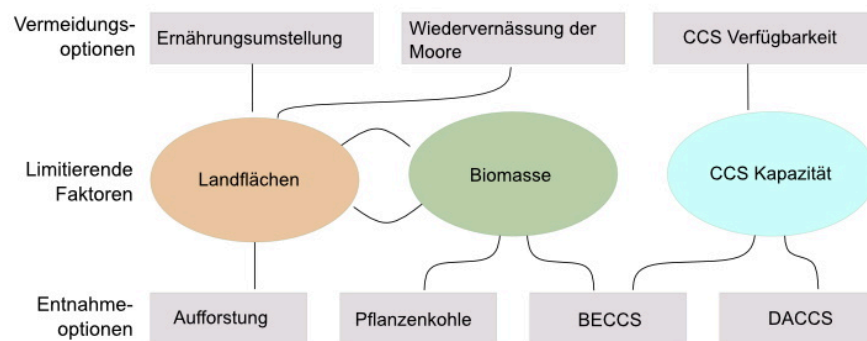 Vermeidungs-
optionen
Ernährungsumstellung
Wiedervernässung der
Moore
CCS Verfügbarkeit
Limitierende
Faktoren
Landflächen
Biomasse
CCS Kapazität
Entnahme-
optionen
Aufforstung
Pflanzenkohle
BECCS
DACCS